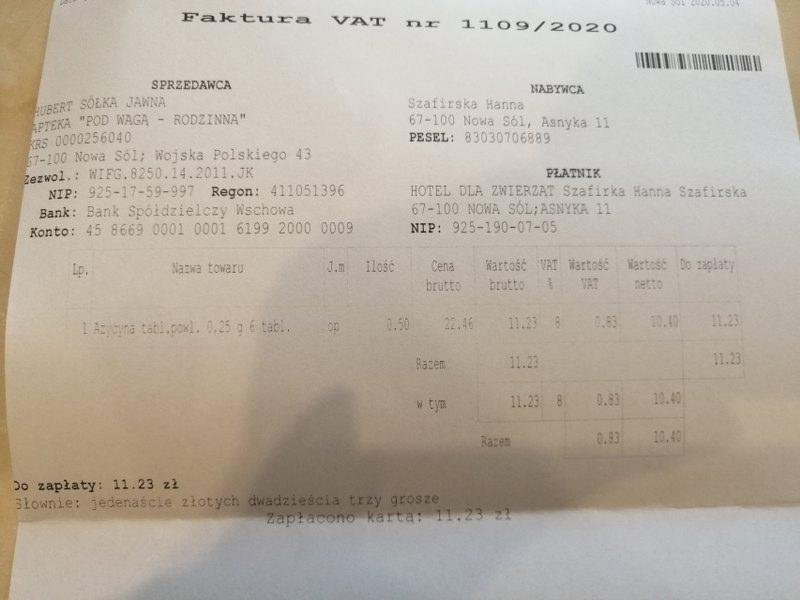 Nowa Sól 2020.05.04
Faktura VAT nr 1109/2020
SPRZEDAWCA
HUBERT SÓŁKA JAWNA
APTEKA "POD WAGĄ - RODZINNA"
KRS 0000256040
67-100 Nowa Sól; Wojska Polskiego 43
Zezwol.: WIFG.8250.14.2011.JK
NIP: 925-17-59-997 Regon: 411051396
Bank: Bank Spółdzielczy Wschowa
Konto: 45 8669 0001 0001 6199 2000 0009
NABYWCA
Szafirska Hanna
67-100 Nowa Sól, Asnyka 11
PESEL: 83030706889
PŁATNIK
HOTEL DLA ZWIERZAT Szafirka Hanna Szafirska
67-100 NOWA SÓL;ASNYKA 11
NIP: 925-190-07-05
Lp. Nazwa towaru J.m Ilość Cena brutto Wartość brutto VAT % Wartość VAT Wartość netto Do zapłaty
1 Azycyna tabl.powl. 0,25 g 6 tabl. op 0.50 22.46 11.23 8 0.83 10.40 11.23
Razem 11.23 11.23
w tym 11.23 8 0.83 10.40
Razem 0.83 10.40
Do zapłaty: 11.23 zł
Słownie: jedenaście złotych dwadzieścia trzy grosze
Zapłacono kartą: 11.23 zł